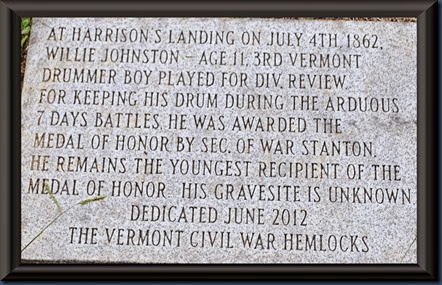 AT HARRISON'S LANDING ON JULY 4TH, 1862,
WILLIE JOHNSTON - AGE 11, 3RD VERMONT
DRUMMER BOY PLAYED FOR DIV. REVIEW.
FOR KEEPING HIS DRUM DURING THE ARDUOUS
7 DAYS BATTLES, HE WAS AWARDED THE
MEDAL OF HONOR BY SEC. OF WAR STANTON.
HE REMAINS THE YOUNGEST RECIPIENT OF THE
MEDAL OF HONOR HIS GRAVESITE IS UNKNOWN
DEDICATED JUNE 2012
THE VERMONT CIVIL WAR HEMLOCKS